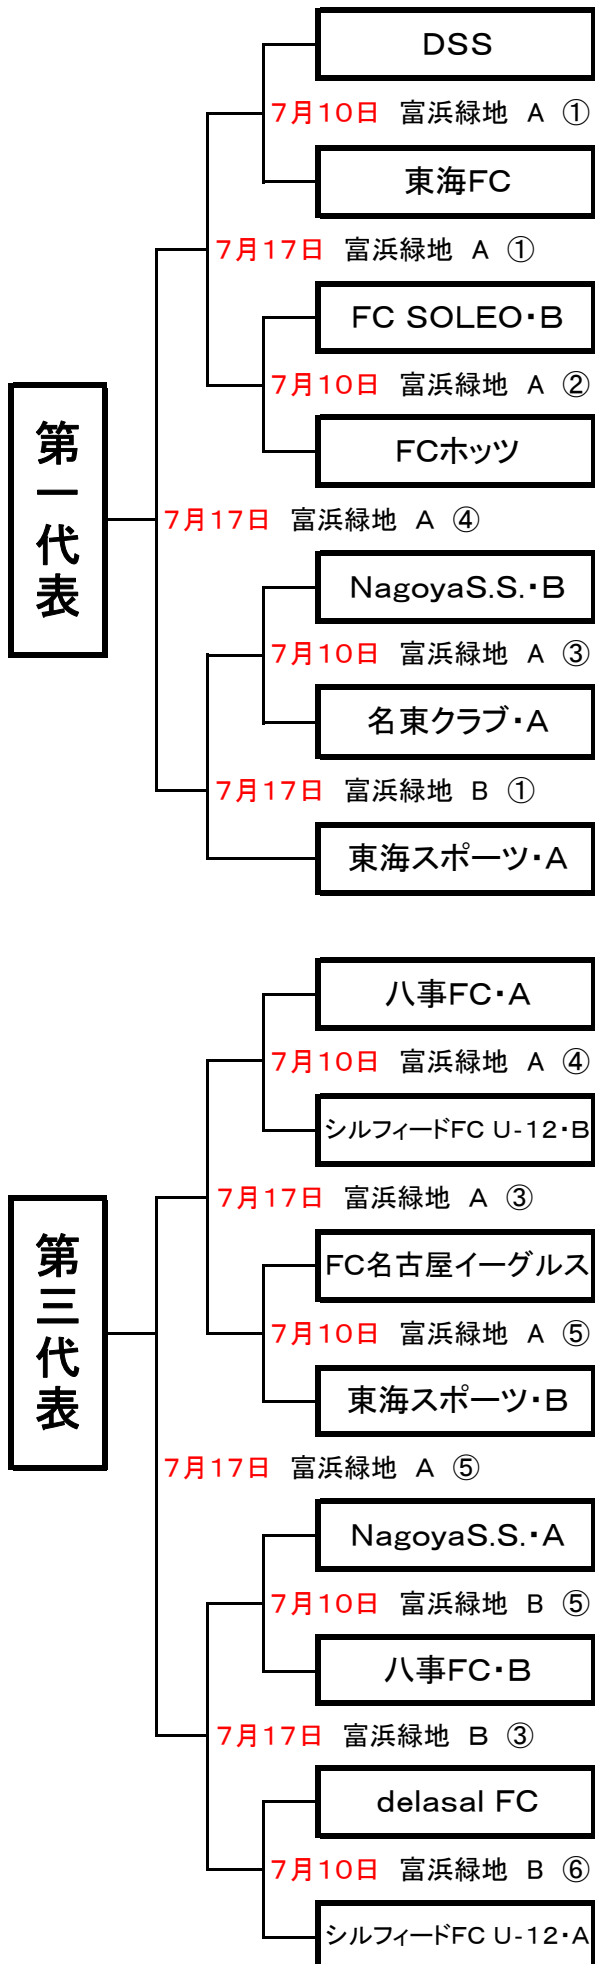 DSS
7月10日 富浜緑地 A ①
東海FC
7月17日 富浜緑地 A ①
FC SOLEO・B
7月10日 富浜緑地 A ②
FCホッツ
第一代表
7月17日 富浜緑地 A ④
NagoyaS.S.・B
7月10日 富浜緑地 A ③
名東クラブ・A
7月17日 富浜緑地 B ①
東海スポーツ・A
八事FC・A
7月10日 富浜緑地 A ④
シルフィードFC U-12・B
7月17日 富浜緑地 A ③
第三代表
FC名古屋イーグルス
7月10日 富浜緑地 A ⑤
東海スポーツ・B
7月17日 富浜緑地 A ⑤
NagoyaS.S.・A
7月10日 富浜緑地 B ⑤
八事FC・B
7月17日 富浜緑地 B ③
delasal FC
7月10日 富浜緑地 B ⑥
シルフィードFC U-12・A